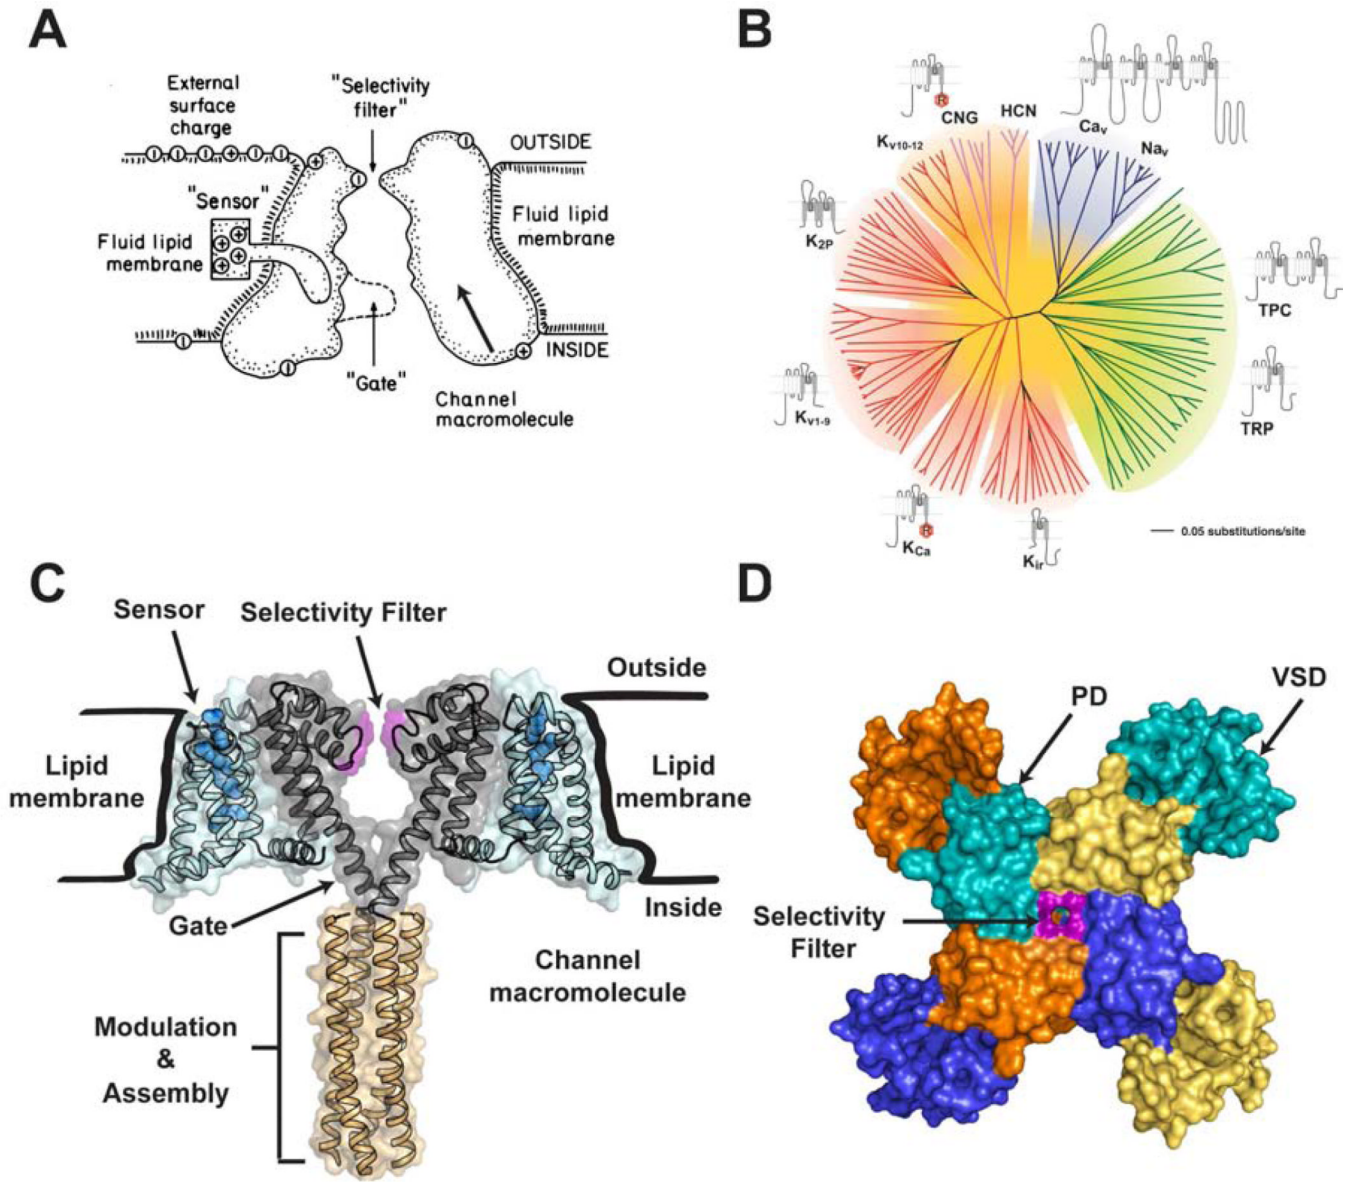 A
External
surface
charge
"Selectivity
filter"
OUTSIDE
"Sensor"
Fluid lipid
membrane
Fluid lipid
membrane
INSIDE
"Gate"
Channel
macromolecule
B
CNG
HCN
Cav
Nav
Kv10-12
R
K2P
TPC
TRP
Kv1-9
R
KCa
Kir
0.05 substitutions/site
C
Sensor
Selectivity Filter
Outside
Lipid
membrane
Lipid
membrane
Gate
Inside
Channel
macromolecule
Modulation
&
Assembly
D
PD
VSD
Selectivity
Filter